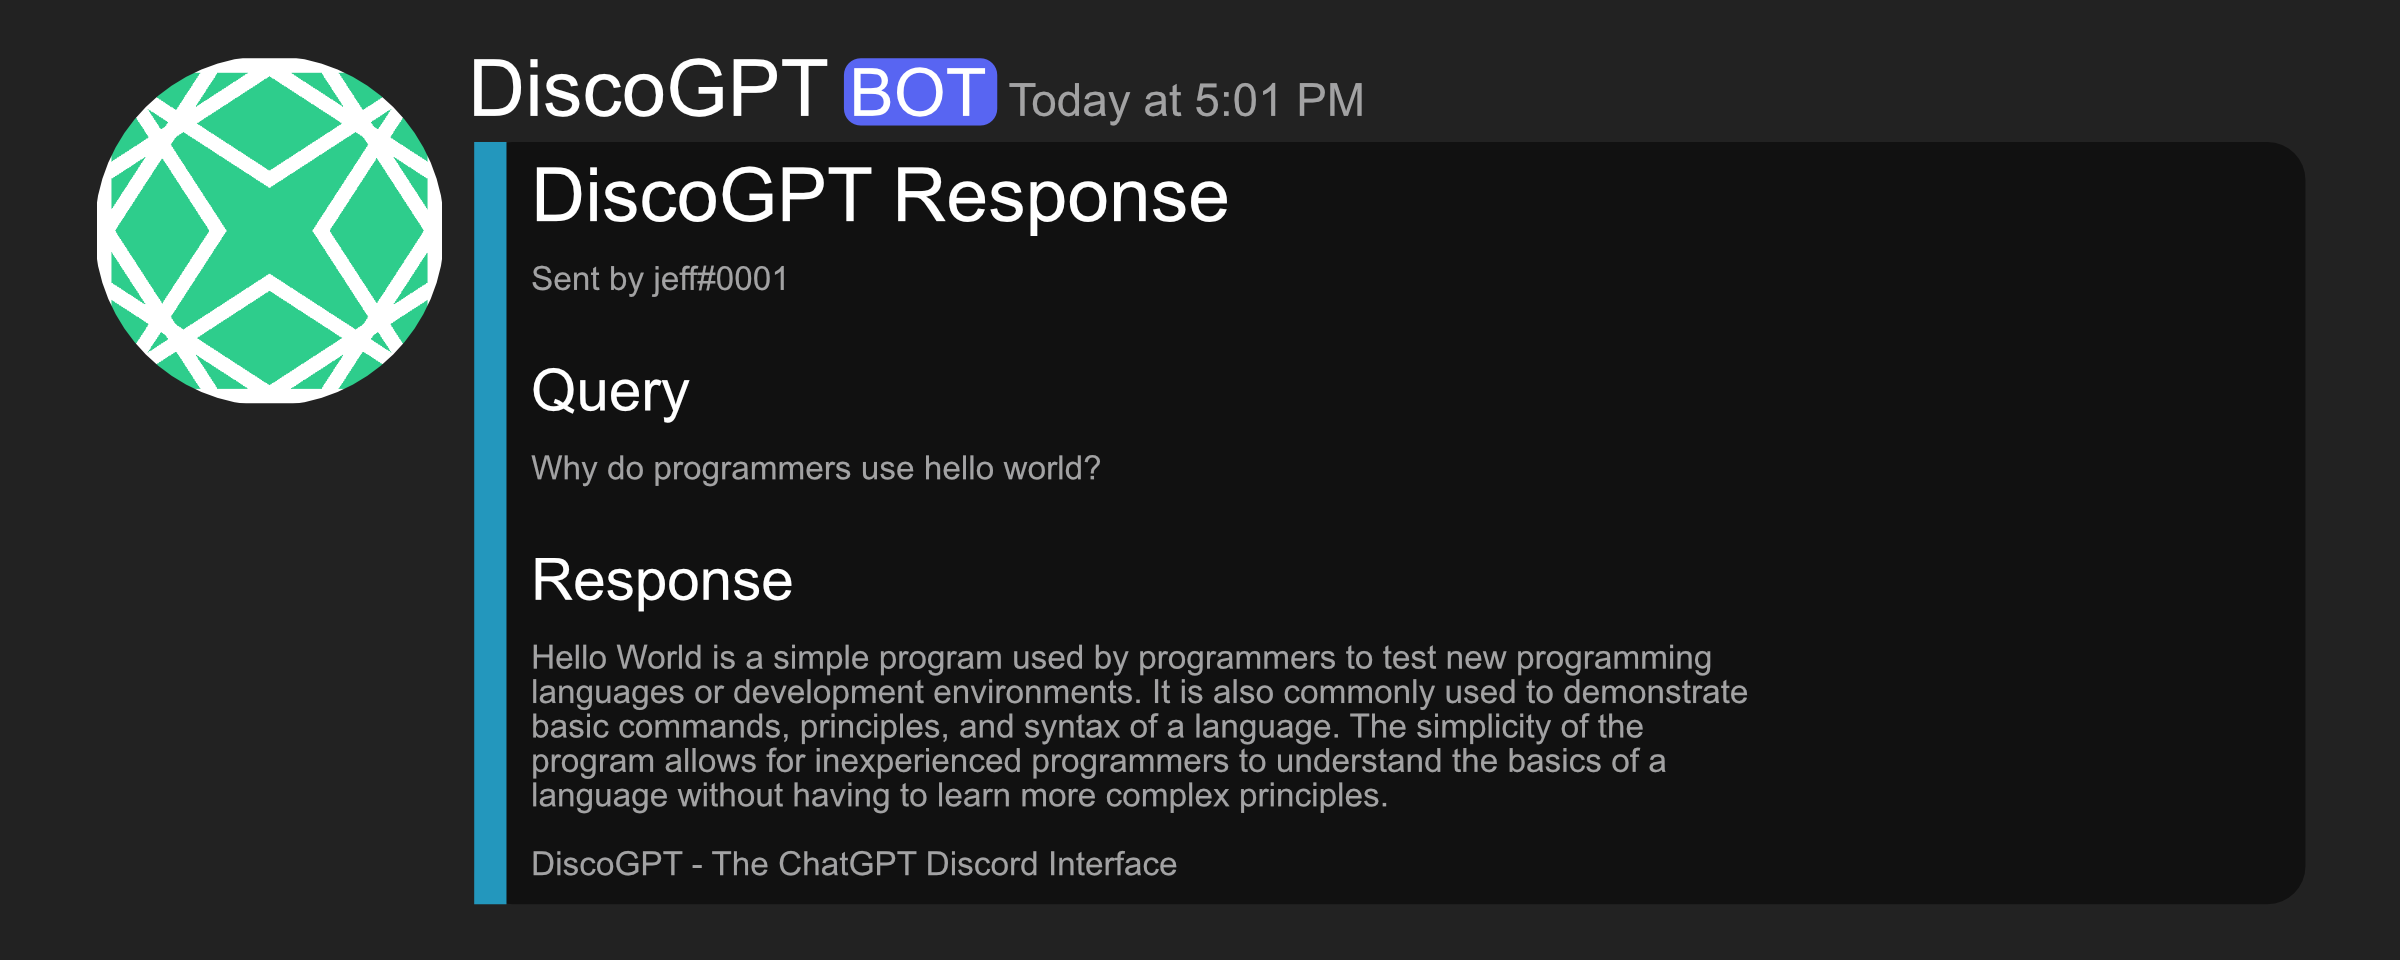 DiscoGPT BOT Today at 5:01 PM
DiscoGPT Response
Sent by jeff#0001
Query
Why do programmers use hello world?
Response
Hello World is a simple program used by programmers to test new programming
languages or development environments. It is also commonly used to demonstrate
basic commands, principles, and syntax of a language. The simplicity of the
program allows for inexperienced programmers to understand the basics of a
language without having to learn more complex principles.
DiscoGPT - The ChatGPT Discord Interface